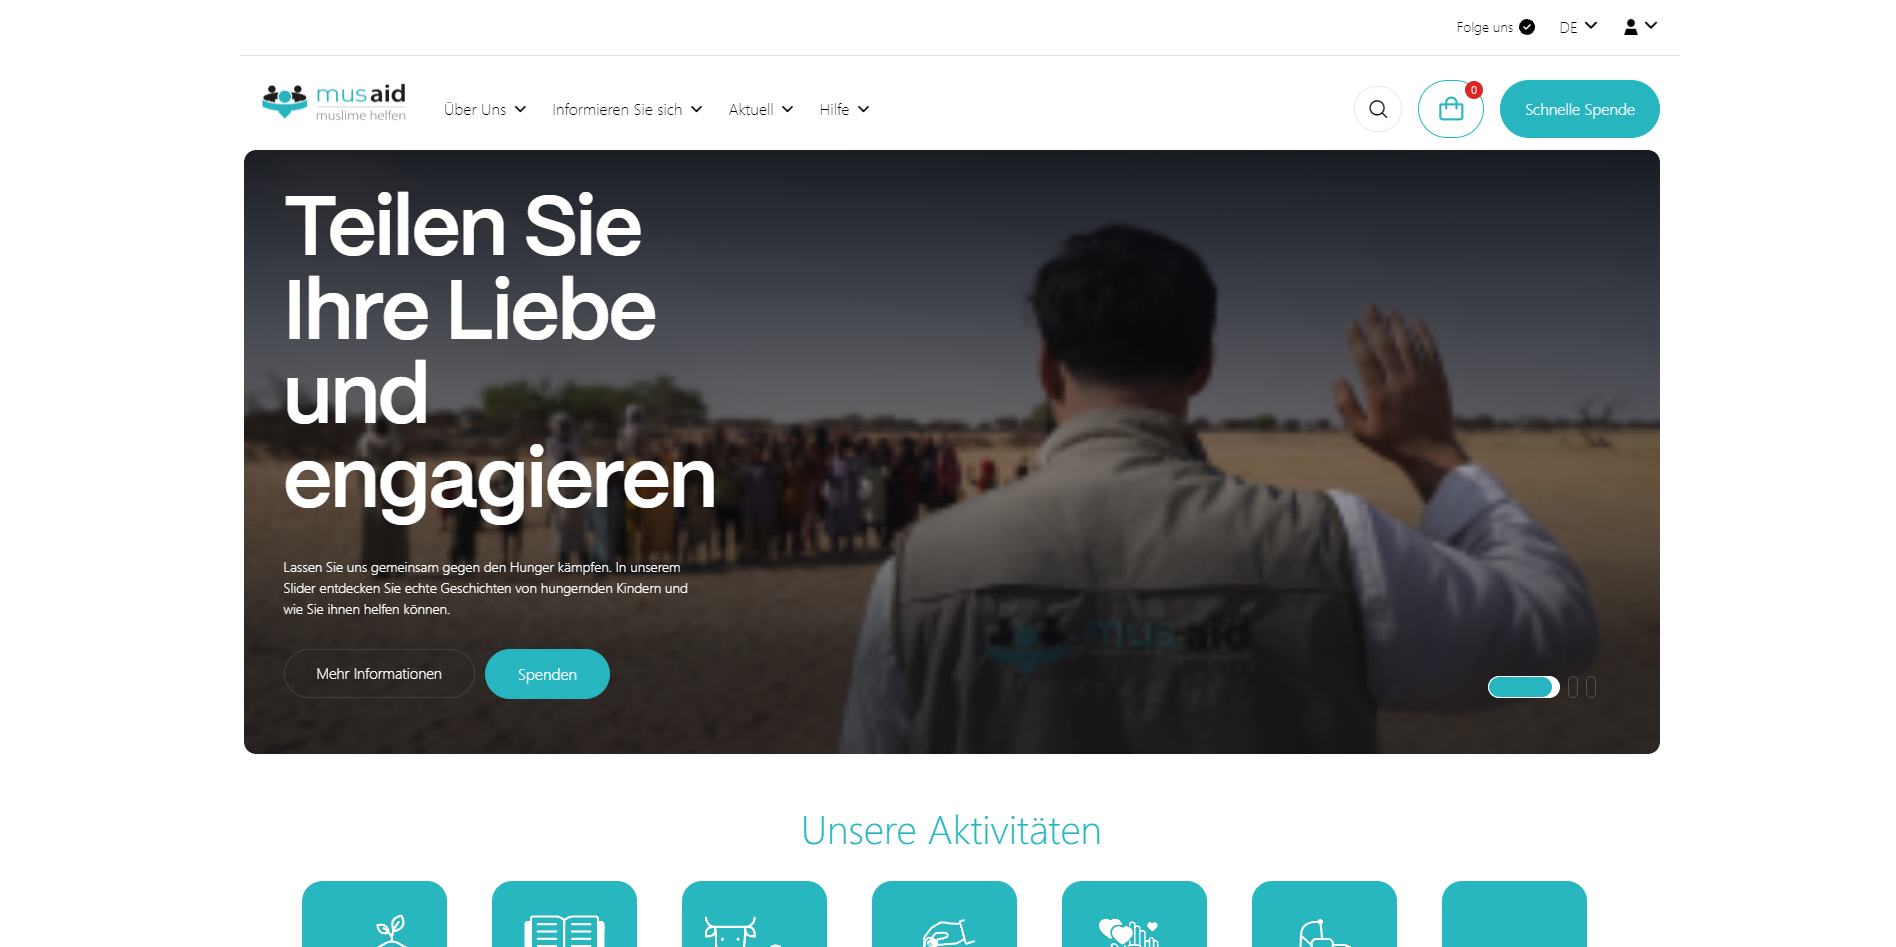 Folge uns
DE
musaid
muslime helfen
Über Uns
Informieren Sie sich
Aktuell
Hilfe
0
Schnelle Spende
Teilen Sie
Ihre Liebe
und
engagieren
Lassen Sie uns gemeinsam gegen den Hunger kämpfen. In unserem
Slider entdecken Sie echte Geschichten von hungernden Kindern und
wie Sie ihnen helfen können.
Mehr Informationen
Spenden
musaid
Unsere Aktivitäten